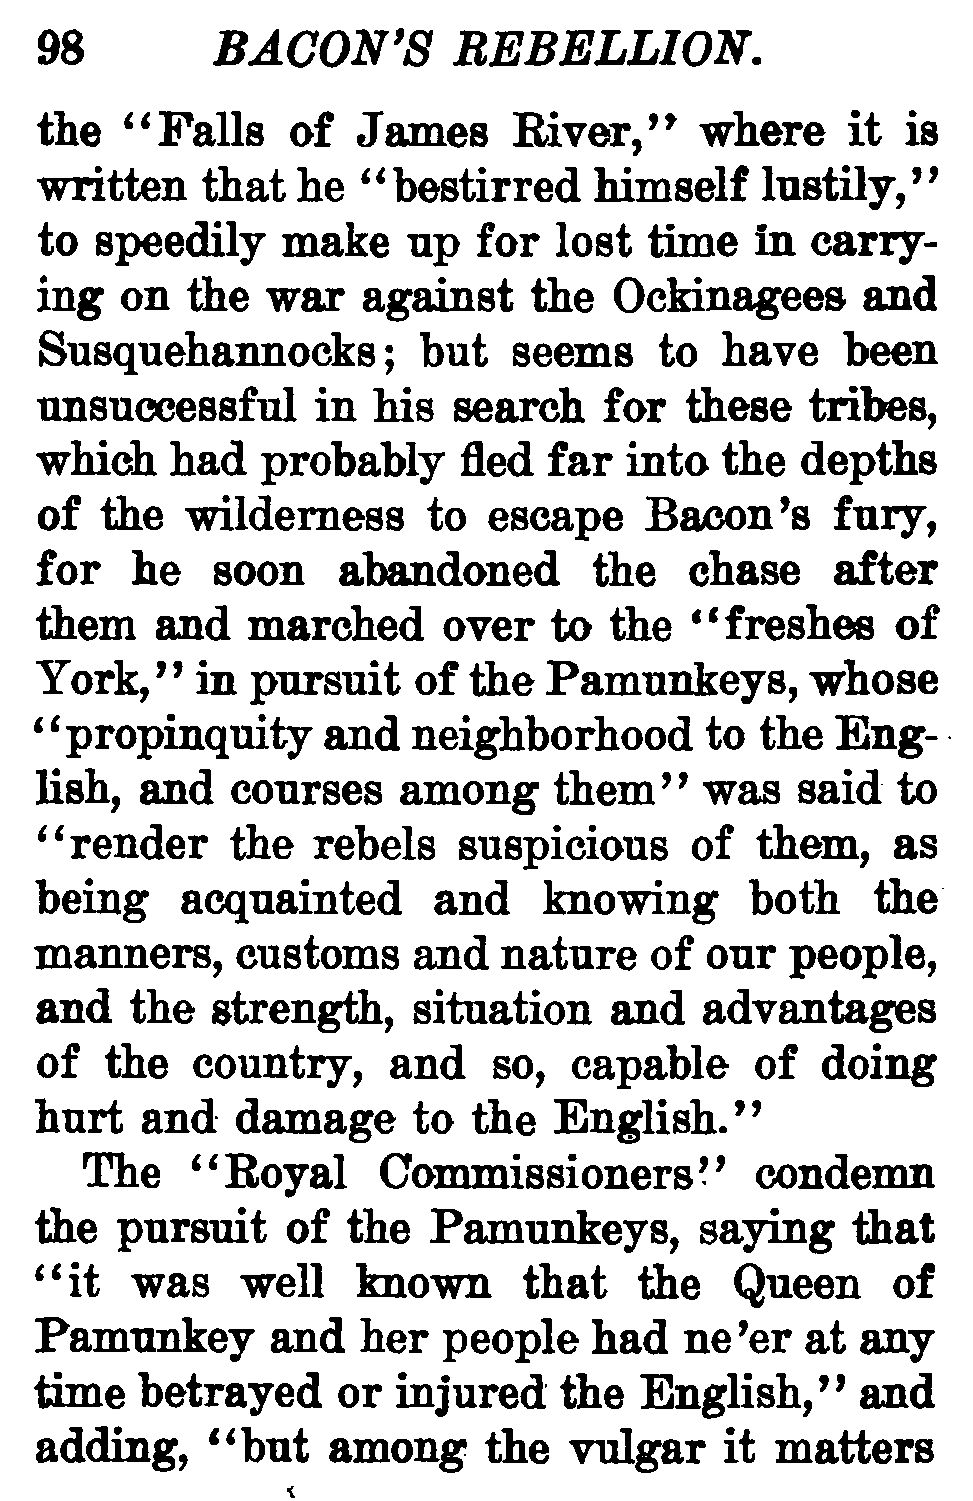 98 BACON'S REBELLION.
the "Falls of James River," where it is
written that he "bestirred himself lustily,"
to speedily make up for lost time in carry-
ing on the war against the Ockinagees and
Susquehannocks; but seems to have been
unsuccessful in his search for these tribes,
which had probably fled far into the depths
of the wilderness to escape Bacon's fury,
for he soon abandoned the chase after
them and marched over to the "freshes of
York," in pursuit of the Pamunkeys, whose
"propinquity and neighborhood to the Eng-
lish, and courses among them" was said to
"render the rebels suspicious of them, as
being acquainted and knowing both the
manners, customs and nature of our people,
and the strength, situation and advantages
of the country, and so, capable of doing
hurt and damage to the English."
The "Royal Commissioners" condemn
the pursuit of the Pamunkeys, saying that
"it was well known that the Queen of
Pamunkey and her people had ne'er at any
time betrayed or injured the English," and
adding, "but among the vulgar it matters